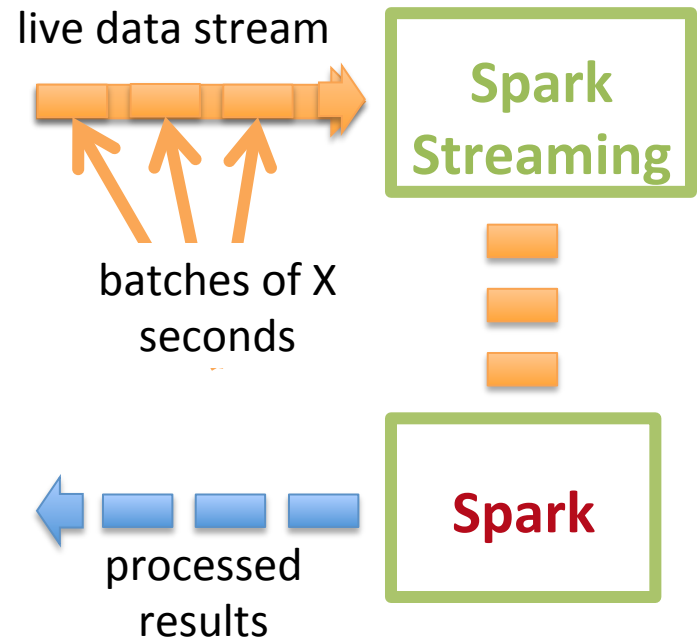 live data stream
Spark
Streaming
batches of X
seconds
Spark
processed
results